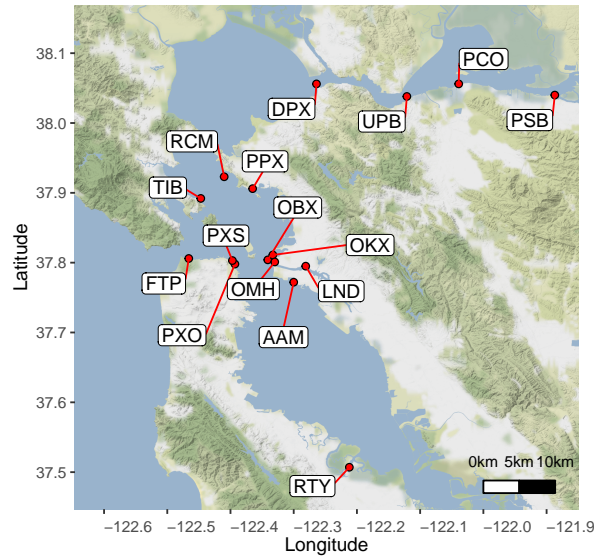 38.1
PCO
DPX
UPB
PSB
38.0
RCM
PPX
37.9
TIB
OBX
PXS
OKX
37.8
FTP
OMH
LND
37.7
PXO
AAM
37.6
37.5
RTY
0km 5km 10km
−122.6 −122.5 −122.4 −122.3 −122.2 −122.1 −122.0 −121.9
Longitude
Latitude